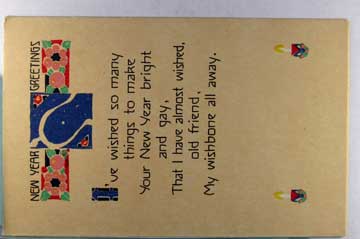 NEW YEAR GREETINGS
I've wished so many
things to make
Your New Year bright
and gay,
That I have almost wished,
old friend,
My wishbone all away.